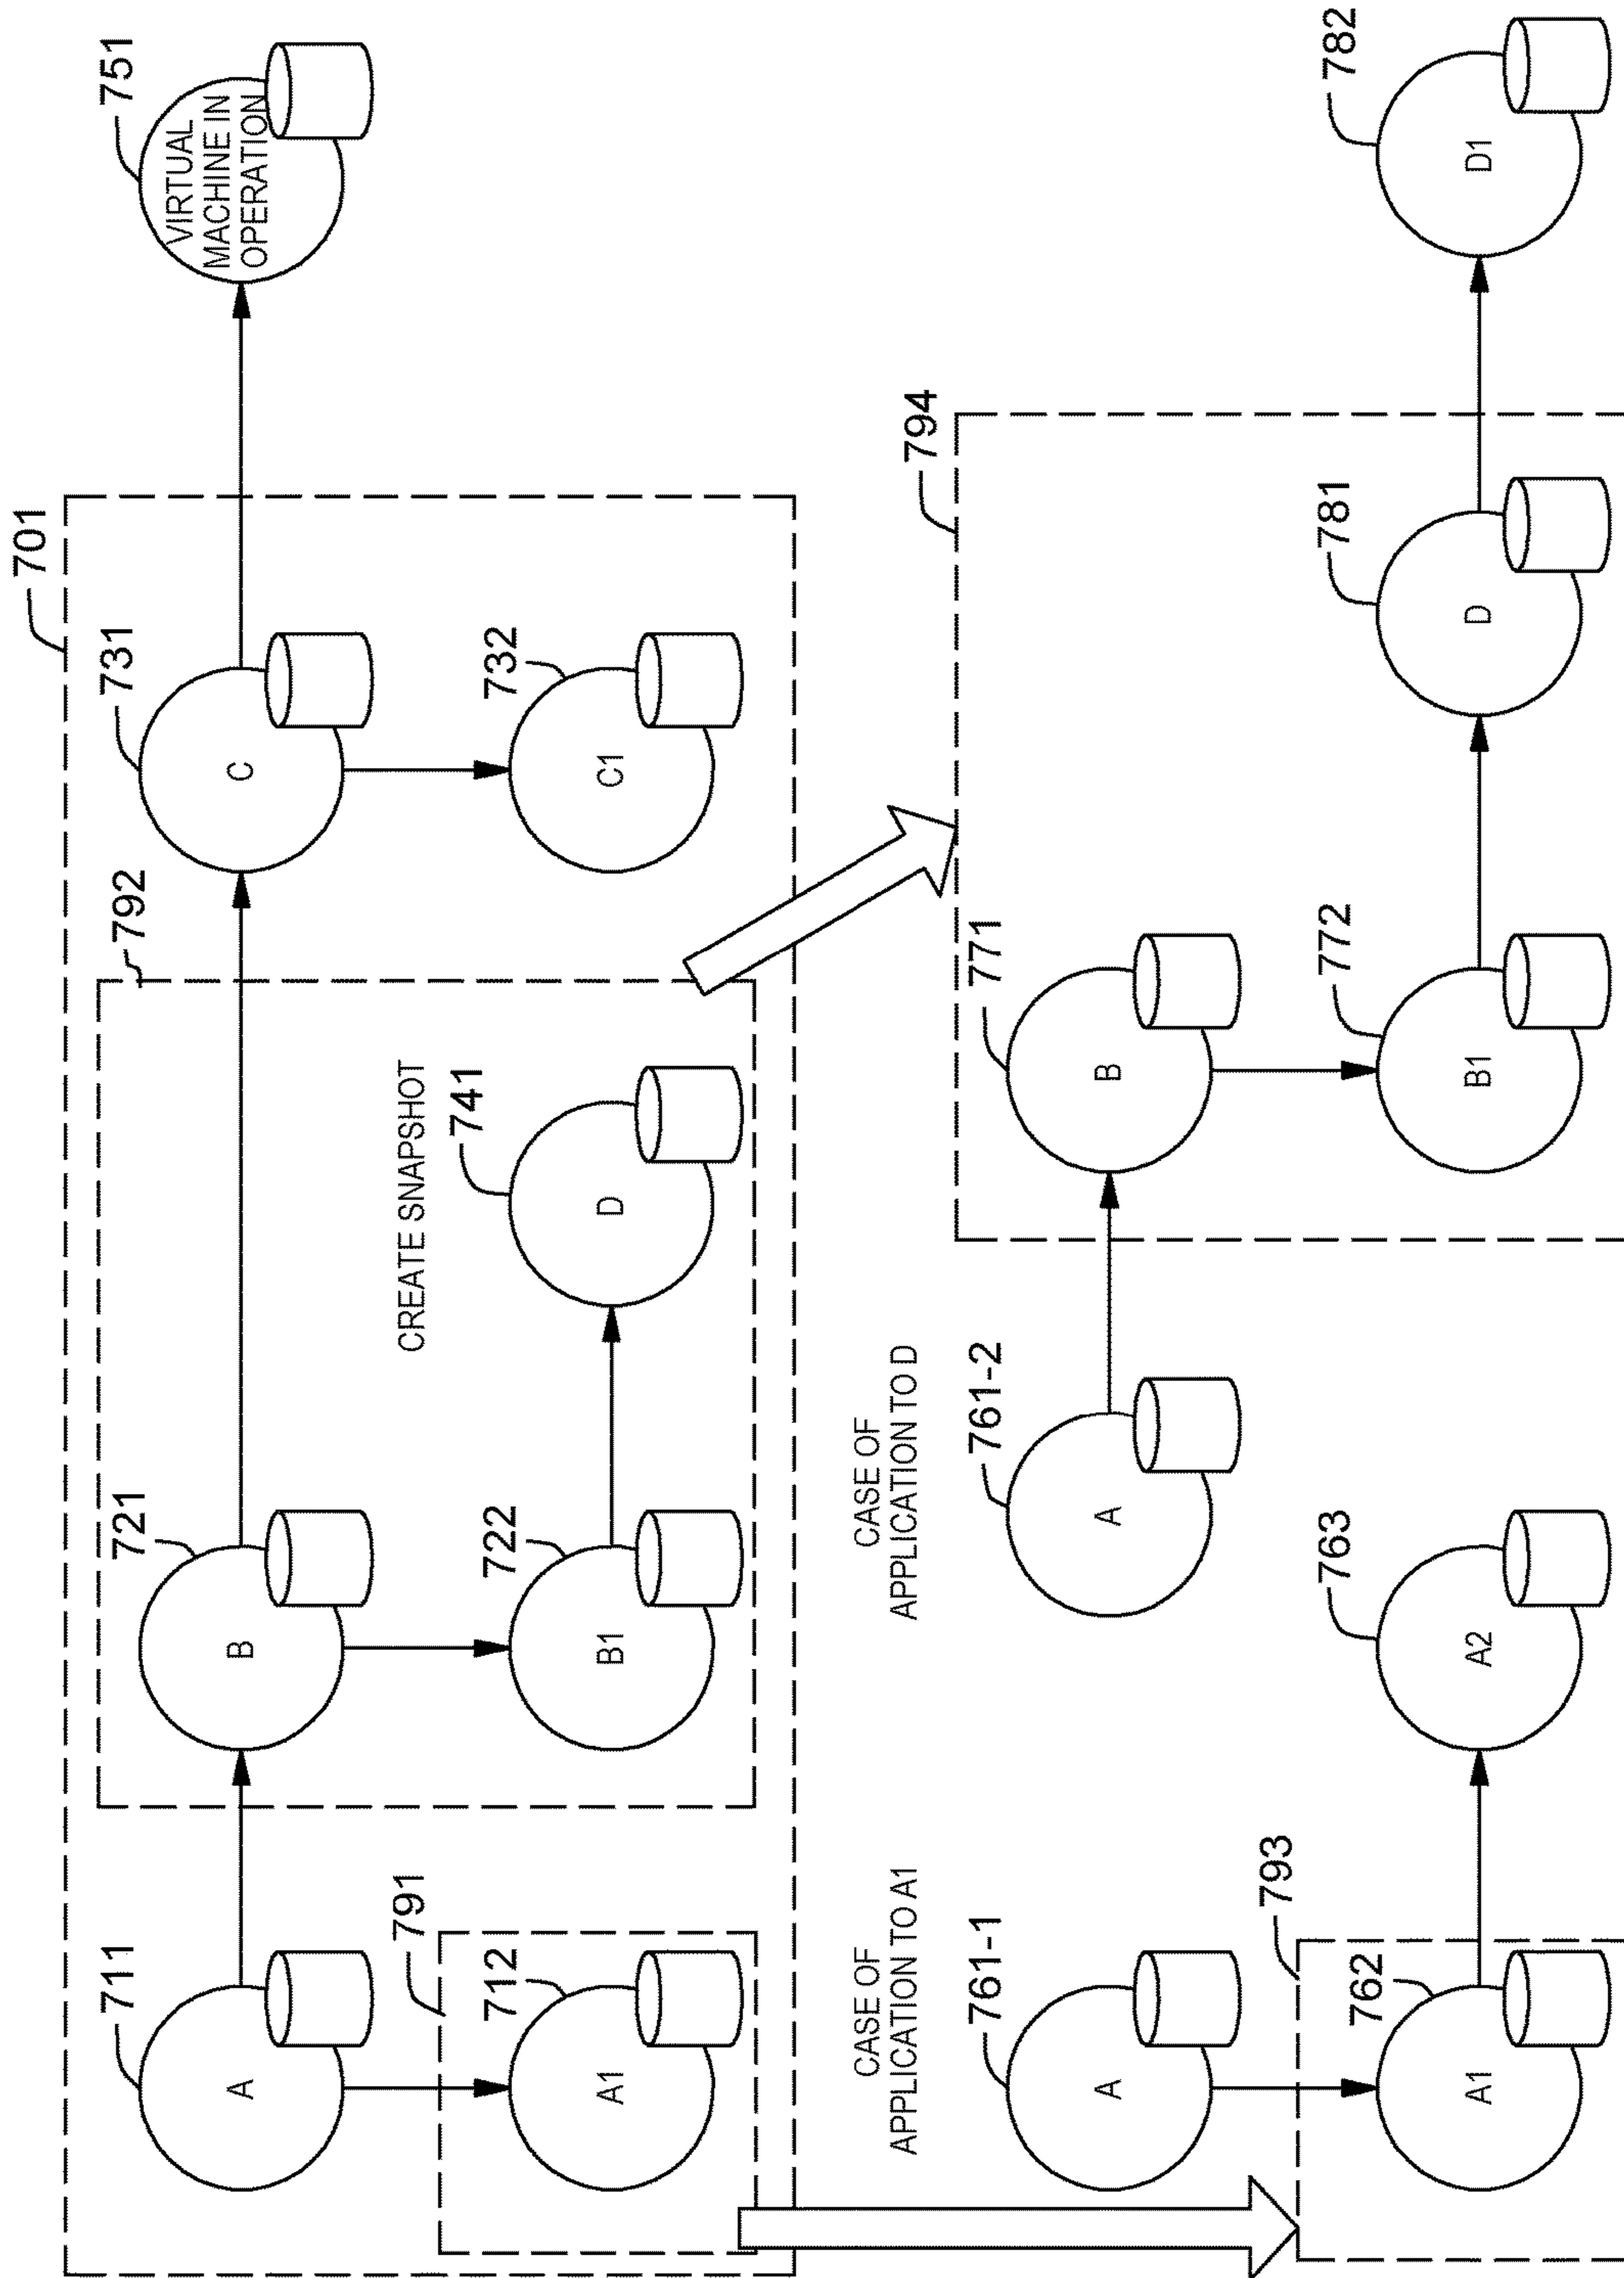 701
711
A
721
B
792
731
C
751
VIRTUAL
MACHINE IN
OPERATION
791
712
A1
722
B1
CREATE SNAPSHOT
741
D
732
C1
CASE OF
APPLICATION TO A1
761-1
A
793
762
A1
763
A2
CASE OF
APPLICATION TO D
761-2
A
794
771
B
772
B1
781
D
782
D1